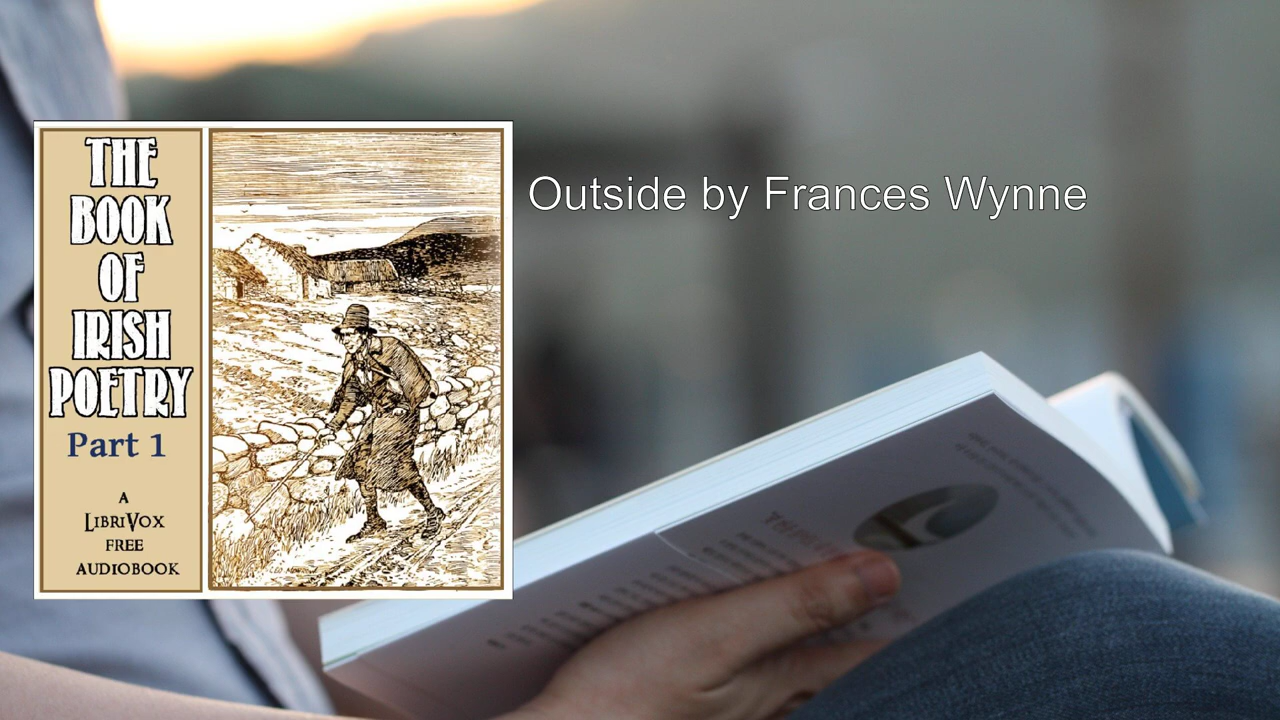 THE
BOOK
OF
IRISH
POETRY
Part 1
A
LIBRIVOX
FREE
AUDIOBOOK
Outside by Frances Wynne